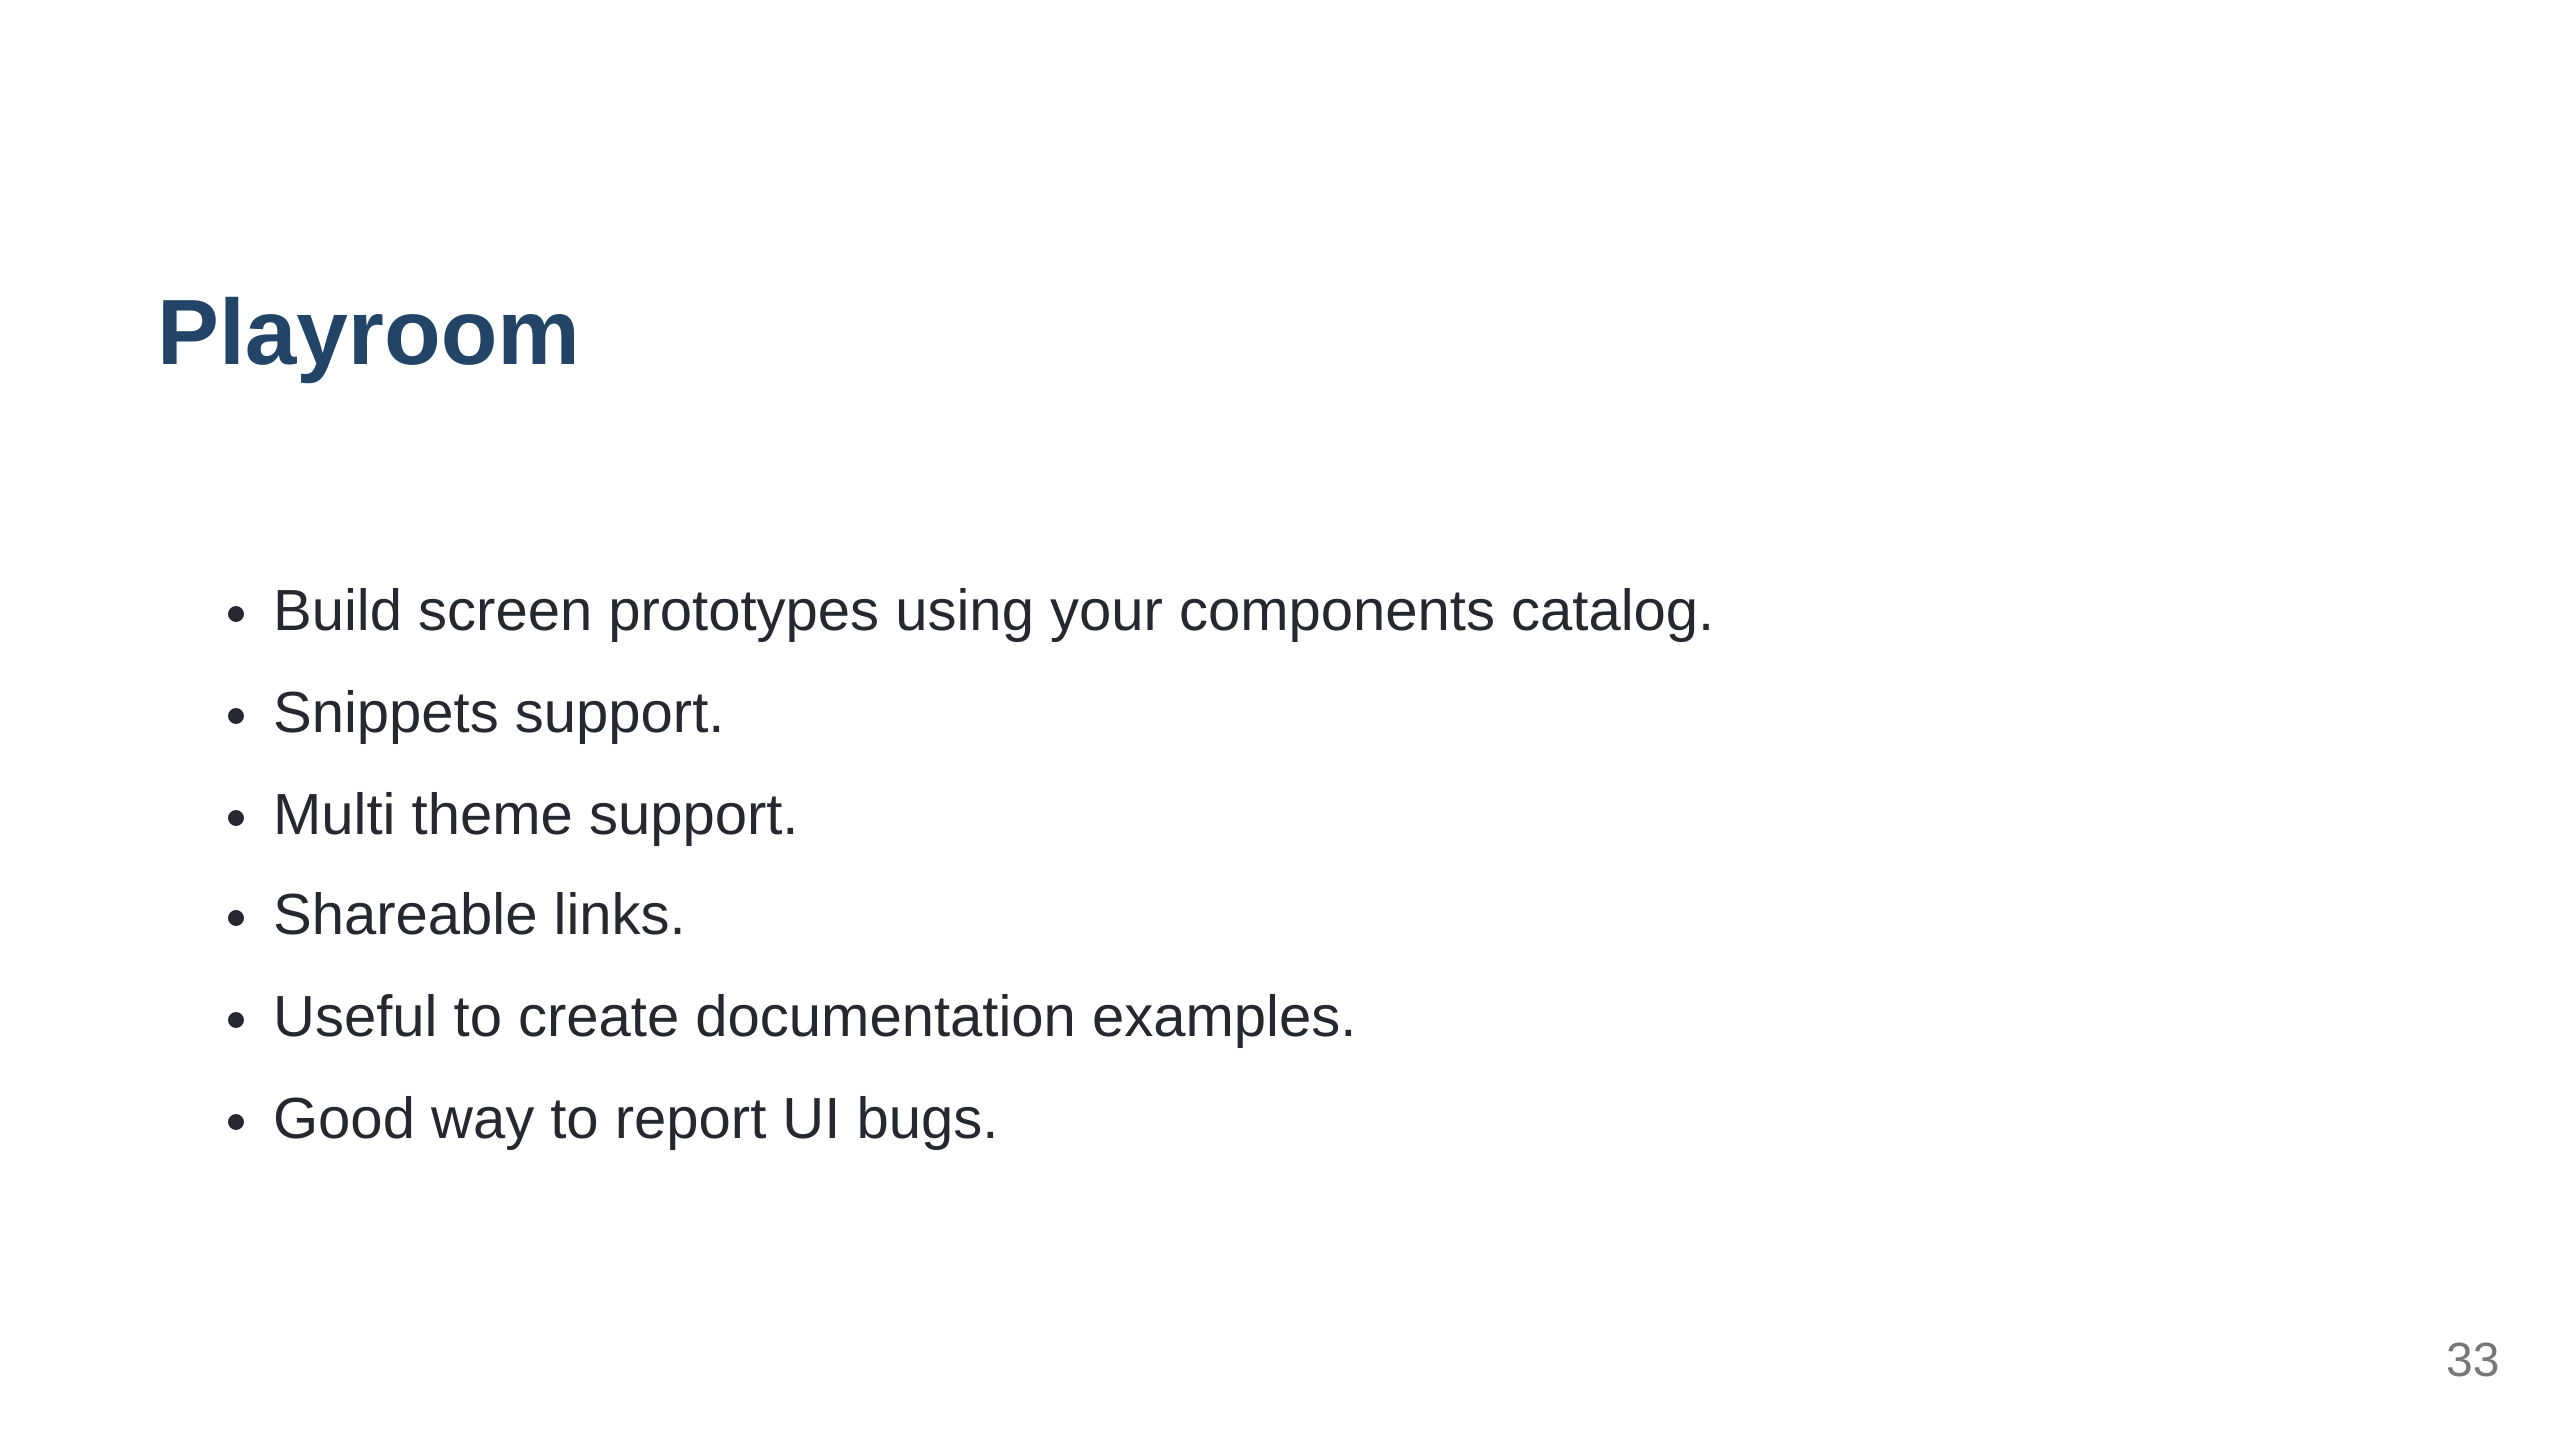 Playroom
• Build screen prototypes using your components catalog.
• Snippets support.
• Multi theme support.
• Shareable links.
• Useful to create documentation examples.
• Good way to report UI bugs.
33